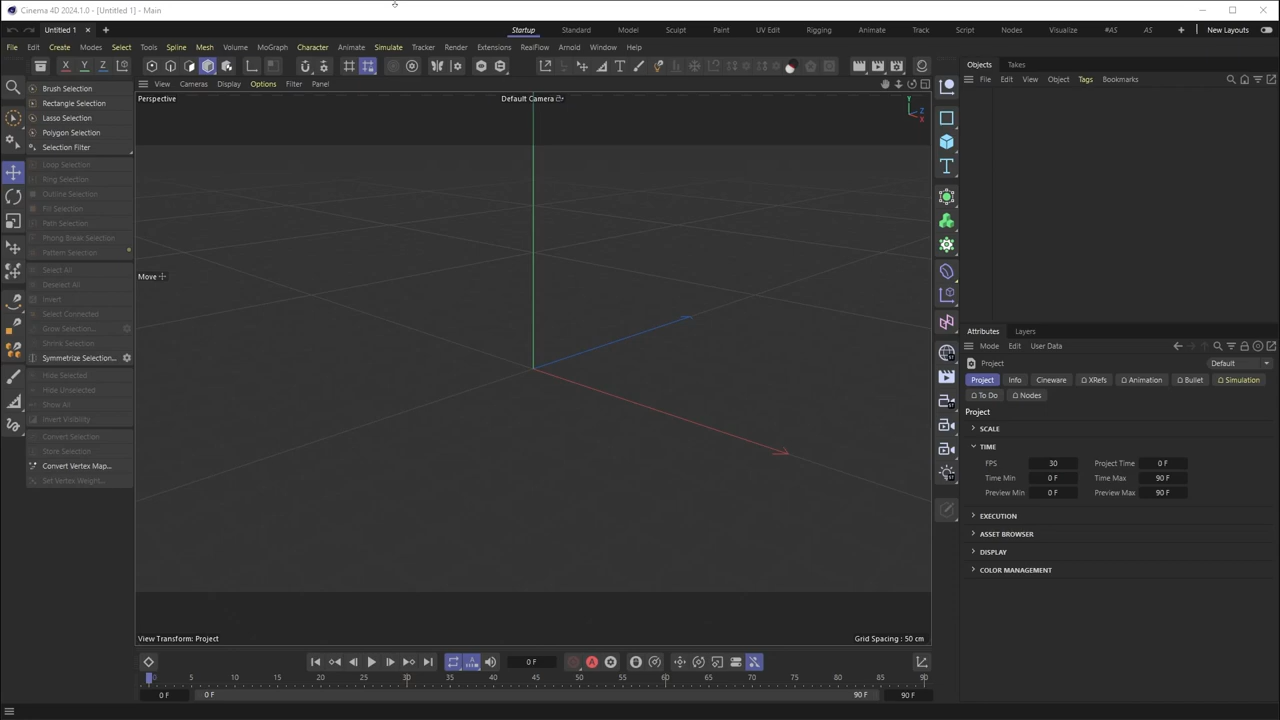 Cinema 4D 2024.1.0 - [Untitled 1] - Main
Untitled 1
Startup Standard Model Sculpt UV Edit Paint Groom Track Script Nodes Visualize #AS AS New Layouts
File Edit Create Modes Select Tools Spline Mesh Volume MoGraph Character Animate Simulate Tracker Render Extensions RealFlow Arnold Window Help
X Y Z
View Cameras Display Options Filter Panel
Perspective
Default Camera
Y
Z
X
Brush Selection
Rectangle Selection
Lasso Selection
Polygon Selection
Selection Filter
Loop Selection
Ring Selection
Outline Selection
Fill Selection
Path Selection
Phong Break Selection
Pattern Selection
Select All
Deselect All
Invert
Select Connected
Grow Selection...
Shrink Selection
Symmetrize Selection...
Hide Selected
Hide Unselected
Show All
Invert Visibility
Convert Selection
Store Selection
Convert Vertex Map...
Set Vertex Weight...
Move
View Transform: Project
Grid Spacing : 50 cm
0 F
0 5 10 15 20 25 30 35 40 45 50 55 60 65 70 75 80 85 90
0 F 0 F 90 F 90 F
Objects Takes
File Edit View Object Tags Bookmarks
Attributes Layers
Mode Edit User Data
Project Default
Project Info Cineware XRefs Animation Bullet Simulation
To Do Nodes
Project
SCALE
TIME
FPS 30 Project Time 0 F
Time Min 0 F Time Max 90 F
Preview Min 0 F Preview Max 90 F
EXECUTION
ASSET BROWSER
DISPLAY
COLOR MANAGEMENT